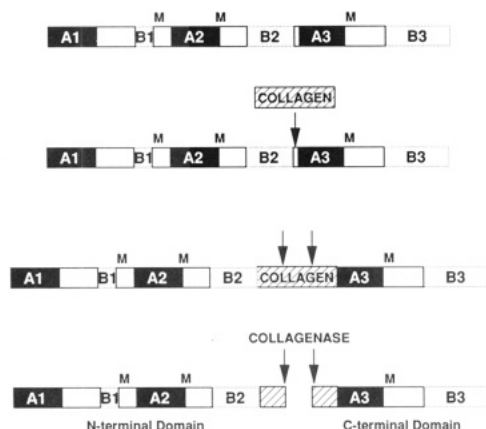 M M M
A1 B1 A2 B2 A3 B3
COLLAGEN
M M M
A1 B1 A2 B2 A3 B3
M M M
A1 B1 A2 B2 COLLAGEN A3 B3
COLLAGENASE
M M M
A1 B1 A2 B2 A3 B3
N-terminal Domain C-terminal Domain